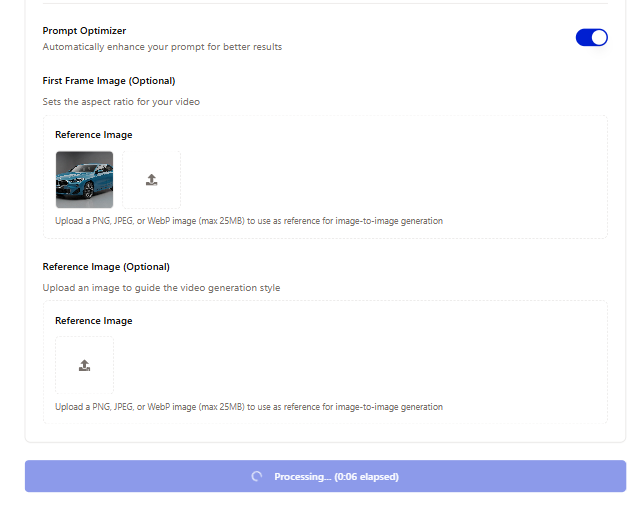 Prompt Optimizer
Automatically enhance your prompt for better results
First Frame Image (Optional)
Sets the aspect ratio for your video
Reference Image
Upload a PNG, JPEG, or WebP image (max 25MB) to use as reference for image-to-image generation
Reference Image (Optional)
Upload an image to guide the video generation style
Reference Image
Upload a PNG, JPEG, or WebP image (max 25MB) to use as reference for image-to-image generation
Processing... (0:06 elapsed)